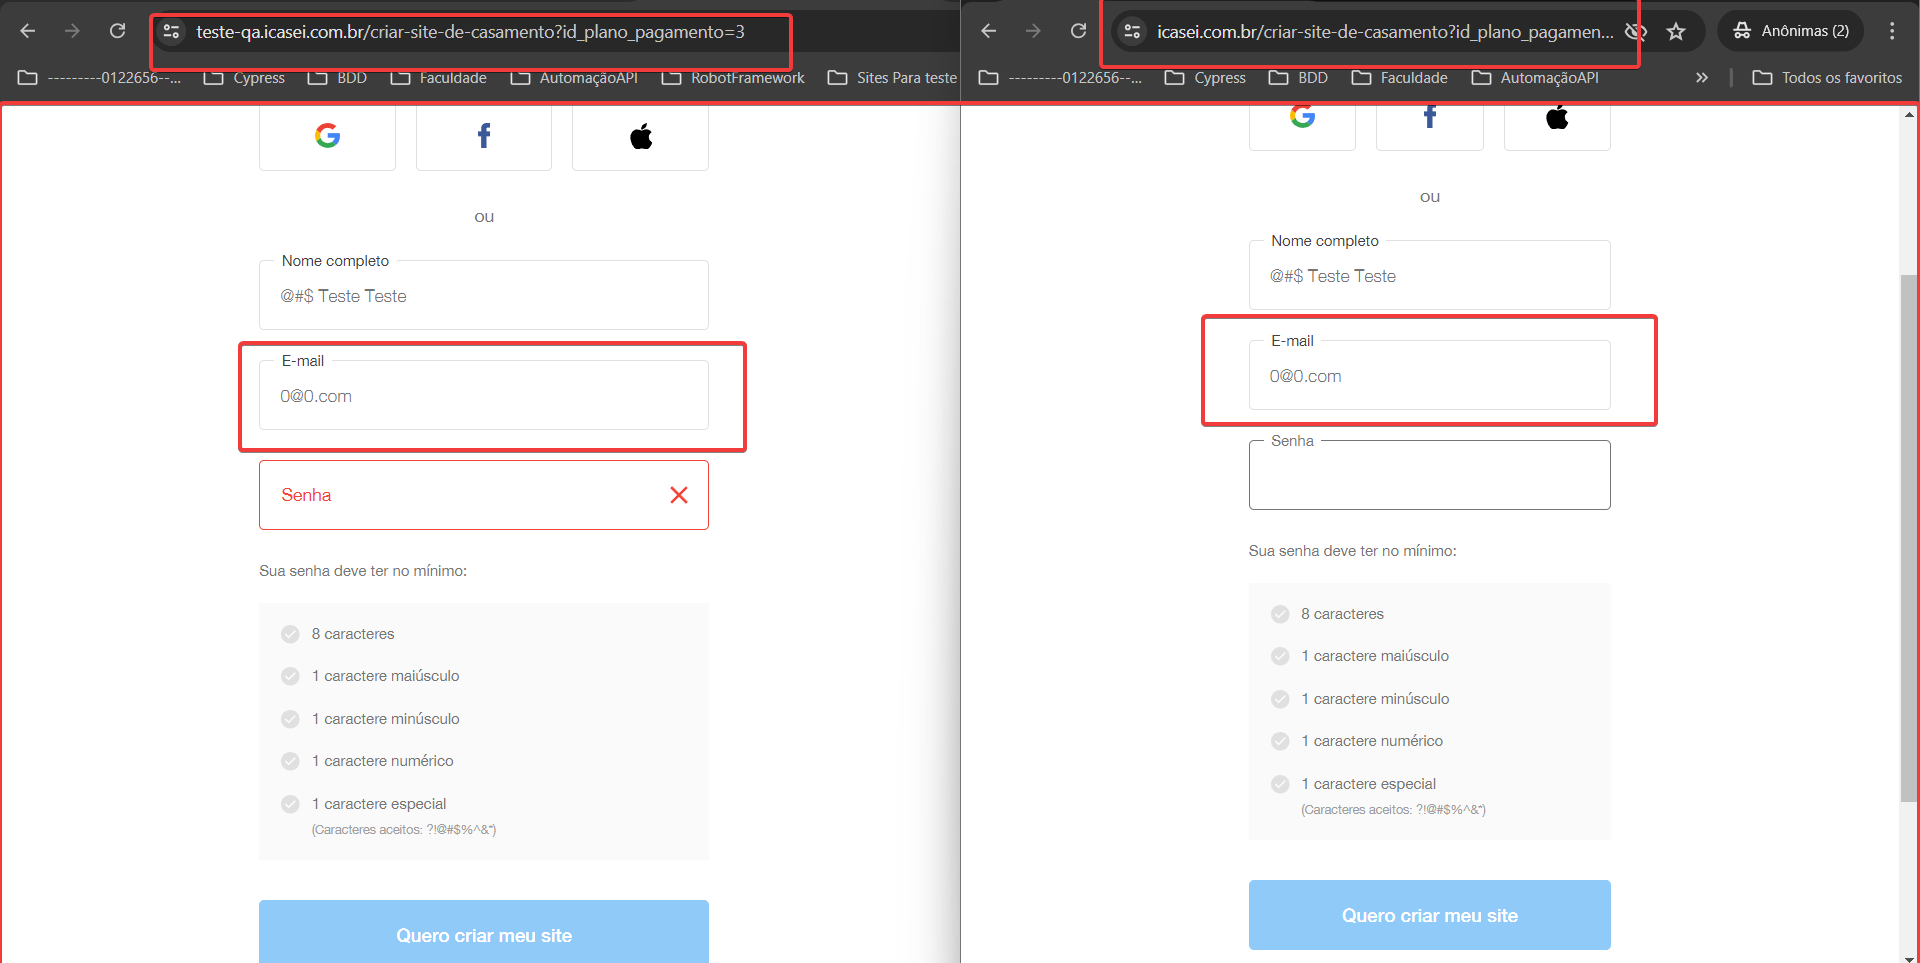 teste-qa.icasei.com.br/criar-site-de-casamento?id_plano_pagamento=3
---------0122656--...
Cypress
BDD
Faculdade
AutomaçãoAPI
RobotFramework
Sites Para teste
ou
Nome completo
@#$ Teste Teste
E-mail
0@0.com
Senha
Sua senha deve ter no mínimo:
8 caracteres
1 caractere maiúsculo
1 caractere minúsculo
1 caractere numérico
1 caractere especial
(Caracteres aceitos: ?!@#$%^&*)
Quero criar meu site
icasei.com.br/criar-site-de-casamento?id_plano_pagamen...
Anônimas (2)
---------0122656--...
Cypress
BDD
Faculdade
AutomaçãoAPI
»
Todos os favoritos
ou
Nome completo
@#$ Teste Teste
E-mail
0@0.com
Senha
Sua senha deve ter no mínimo:
8 caracteres
1 caractere maiúsculo
1 caractere minúsculo
1 caractere numérico
1 caractere especial
(Caracteres aceitos: ?!@#$%^&*)
Quero criar meu site